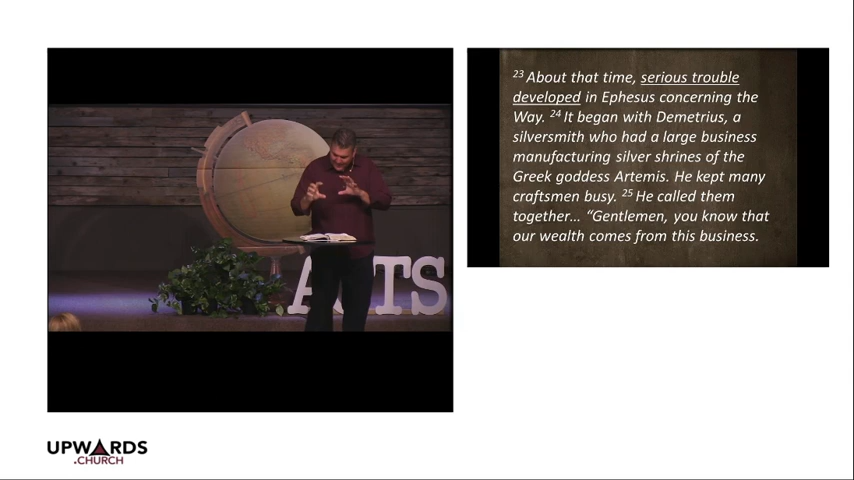 ²³ About that time, serious trouble
developed in Ephesus concerning the
Way. ²⁴ It began with Demetrius, a
silversmith who had a large business
manufacturing silver shrines of the
Greek goddess Artemis. He kept many
craftsmen busy. ²⁵ He called them
together... “Gentlemen, you know that
our wealth comes from this business.
ACTS
UPWARDS
.CHURCH